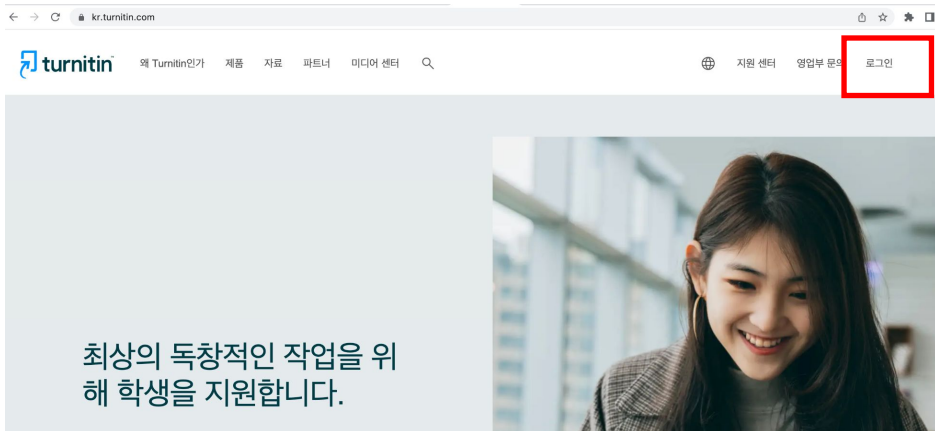 kr.turnitin.com
turnitin
왜 Turnitin인가 제품 자료 파트너 미디어 센터
지원 센터 영업부 문의 로그인
최상의 독창적인 작업을 위
해 학생을 지원합니다.